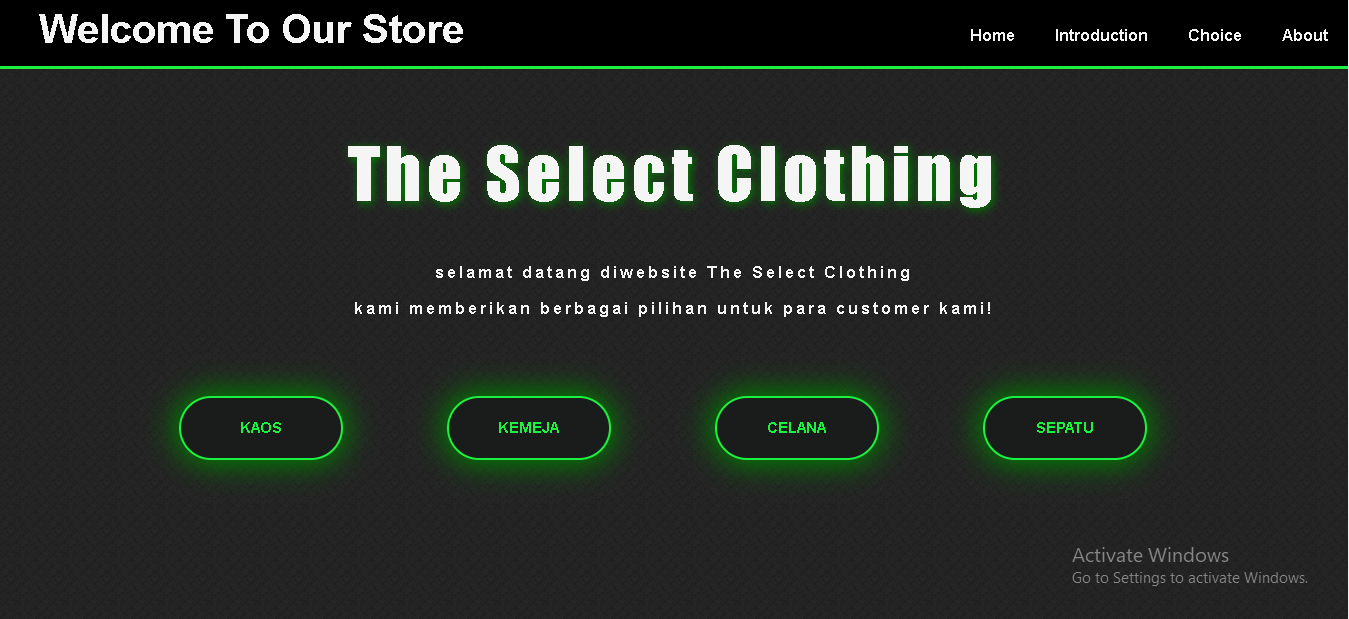 Welcome To Our Store
Home Introduction Choice About
The Select Clothing
selamat datang diwebsite The Select Clothing
kami memberikan berbagai pilihan untuk para customer kami!
KAOS KEMEJA CELANA SEPATU
Activate Windows
Go to Settings to activate Windows.